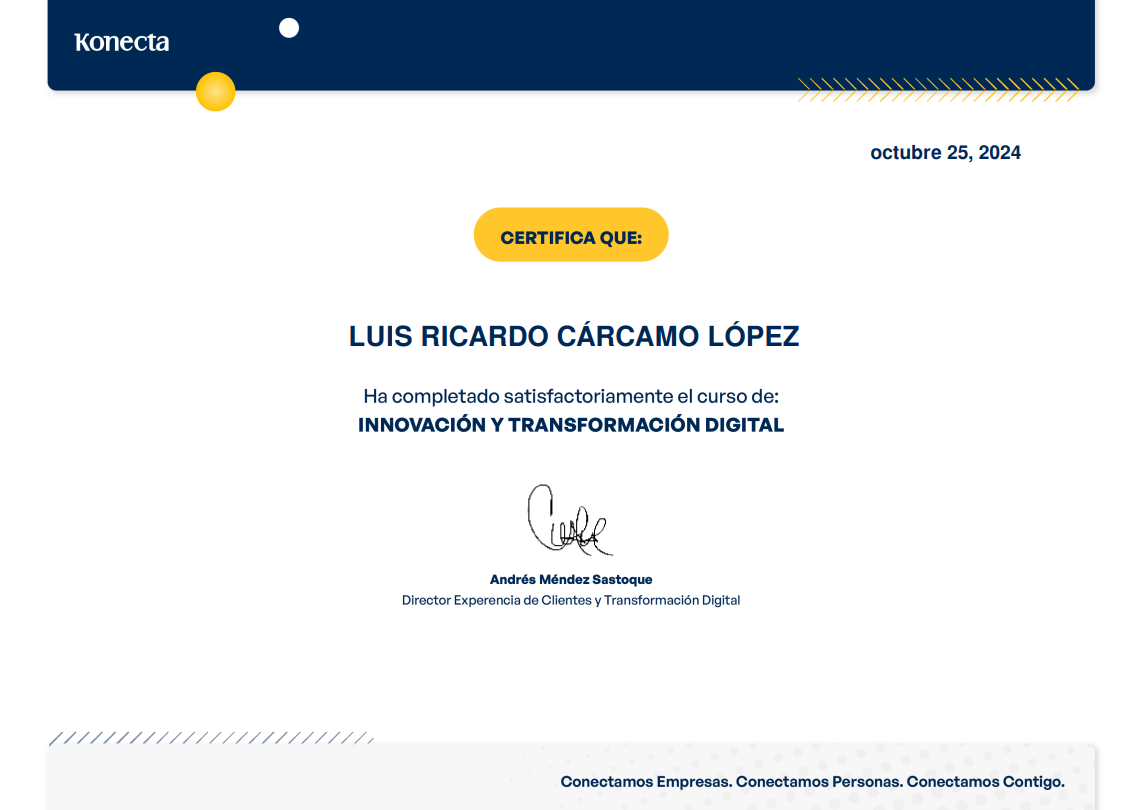 Konecta
octubre 25, 2024
CERTIFICA QUE:
LUIS RICARDO CÁRCAMO LÓPEZ
Ha completado satisfactoriamente el curso de:
INNOVACIÓN Y TRANSFORMACIÓN DIGITAL
Andrés Méndez Sastoque
Director Experencia de Clientes y Transformación Digital
Conectamos Empresas. Conectamos Personas. Conectamos Contigo.